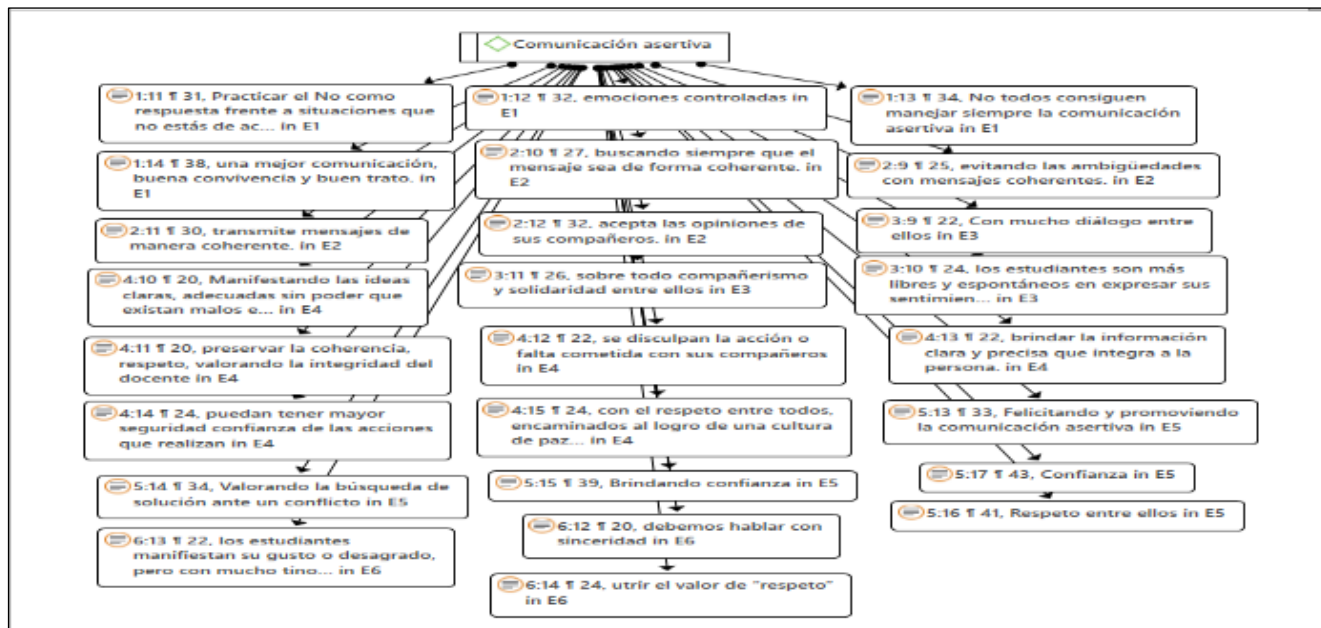 Comunicación asertiva
1:11 ¶ 31, Practicar el No como
respuesta frente a situaciones que
no estás de ac... in E1
1:12 ¶ 32, emociones controladas in
E1
1:13 ¶ 34, No todos consiguen
manejar siempre la comunicación
asertiva in E1
1:14 ¶ 38, una mejor comunicación,
buena convivencia y buen trato. in
E1
2:10 ¶ 27, buscando siempre que el
mensaje sea de forma coherente. in
E2
2:9 ¶ 25, evitando las ambigüedades
con mensajes coherentes. in E2
2:11 ¶ 30, transmite mensajes de
manera coherente. in E2
2:12 ¶ 32, acepta las opiniones de
sus compañeros. in E2
3:9 ¶ 22, Con mucho diálogo entre
ellos in E3
4:10 ¶ 20, Manifestando las ideas
claras, adecuadas sin poder que
existan malos e... in E4
3:11 ¶ 26, sobre todo compañerismo
y solidaridad entre ellos in E3
3:10 ¶ 24, los estudiantes son más
libres y espontáneos en expresar sus
sentimien... in E3
4:11 ¶ 20, preservar la coherencia,
respeto, valorando la integridad del
docente in E4
4:12 ¶ 22, se disculpan la acción o
falta cometida con sus compañeros
in E4
4:13 ¶ 22, brindar la información
clara y precisa que integra a la
persona. in E4
4:14 ¶ 24, puedan tener mayor
seguridad confianza de las acciones
que realizan in E4
4:15 ¶ 24, con el respeto entre todos,
encaminados al logro de una cultura
de paz... in E4
5:13 ¶ 33, Felicitando y promoviendo
la comunicación asertiva in E5
5:14 ¶ 34, Valorando la búsqueda de
solución ante un conflicto in E5
5:15 ¶ 39, Brindando confianza in E5
5:17 ¶ 43, Confianza in E5
6:13 ¶ 22, los estudiantes
manifiestan su gusto o desagrado,
pero con mucho tino... in E6
6:12 ¶ 20, debemos hablar con
sinceridad in E6
5:16 ¶ 41, Respeto entre ellos in E5
6:14 ¶ 24, utrir el valor de "respeto"
in E6